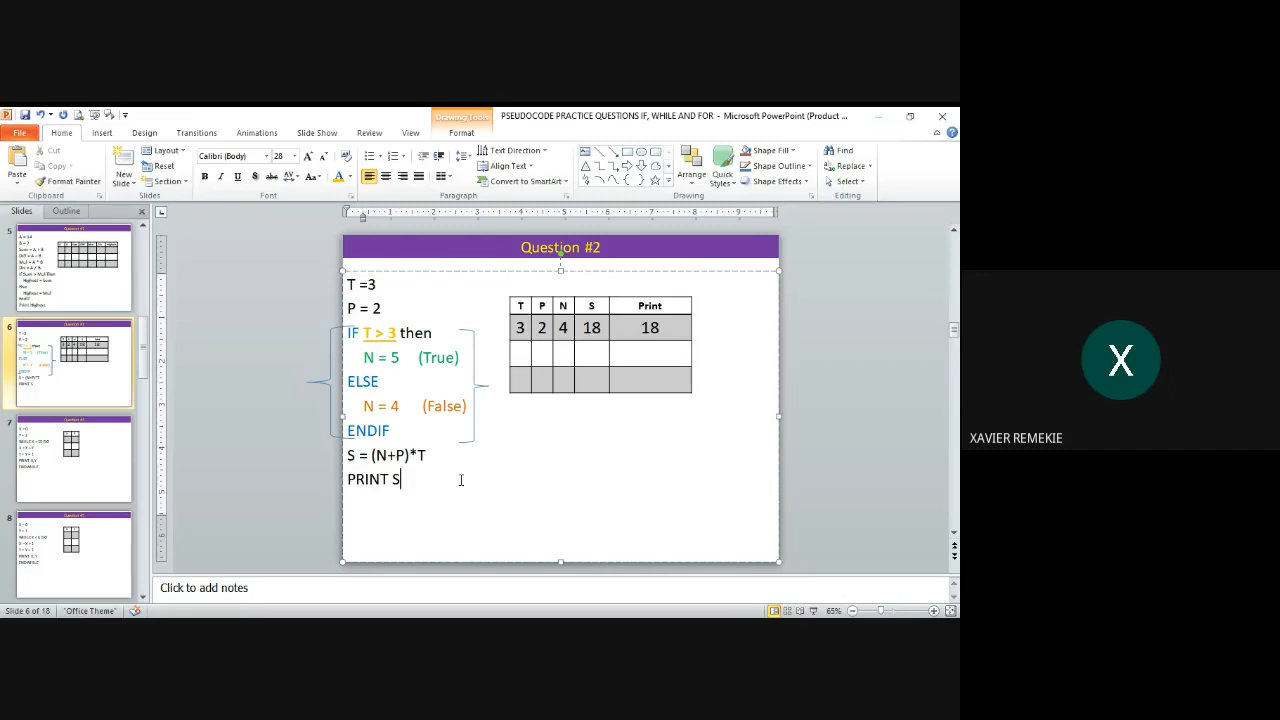 PSEUDOCODE PRACTICE QUESTIONS IF, WHILE AND FOR - Microsoft PowerPoint (Product ...
Drawing Tools
File Home Insert Design Transitions Animations Slide Show Review View Format
Cut
Copy
Format Painter
Paste
Clipboard
New Slide
Layout
Reset
Section
Slides
Calibri (Body) 28
Font
Text Direction
Align Text
Convert to SmartArt
Paragraph
Arrange
Quick Styles
Shape Fill
Shape Outline
Shape Effects
Drawing
Find
Replace
Select
Editing
Slides Outline
5
6
7
8
Question #2
T =3
P = 2
IF T > 3 then
N = 5 (True)
ELSE
N = 4 (False)
ENDIF
S = (N+P)*T
PRINT S
T P N S Print
3 2 4 18 18
Click to add notes
Slide 6 of 18 "Office Theme" 65%
X
XAVIER REMEKIE